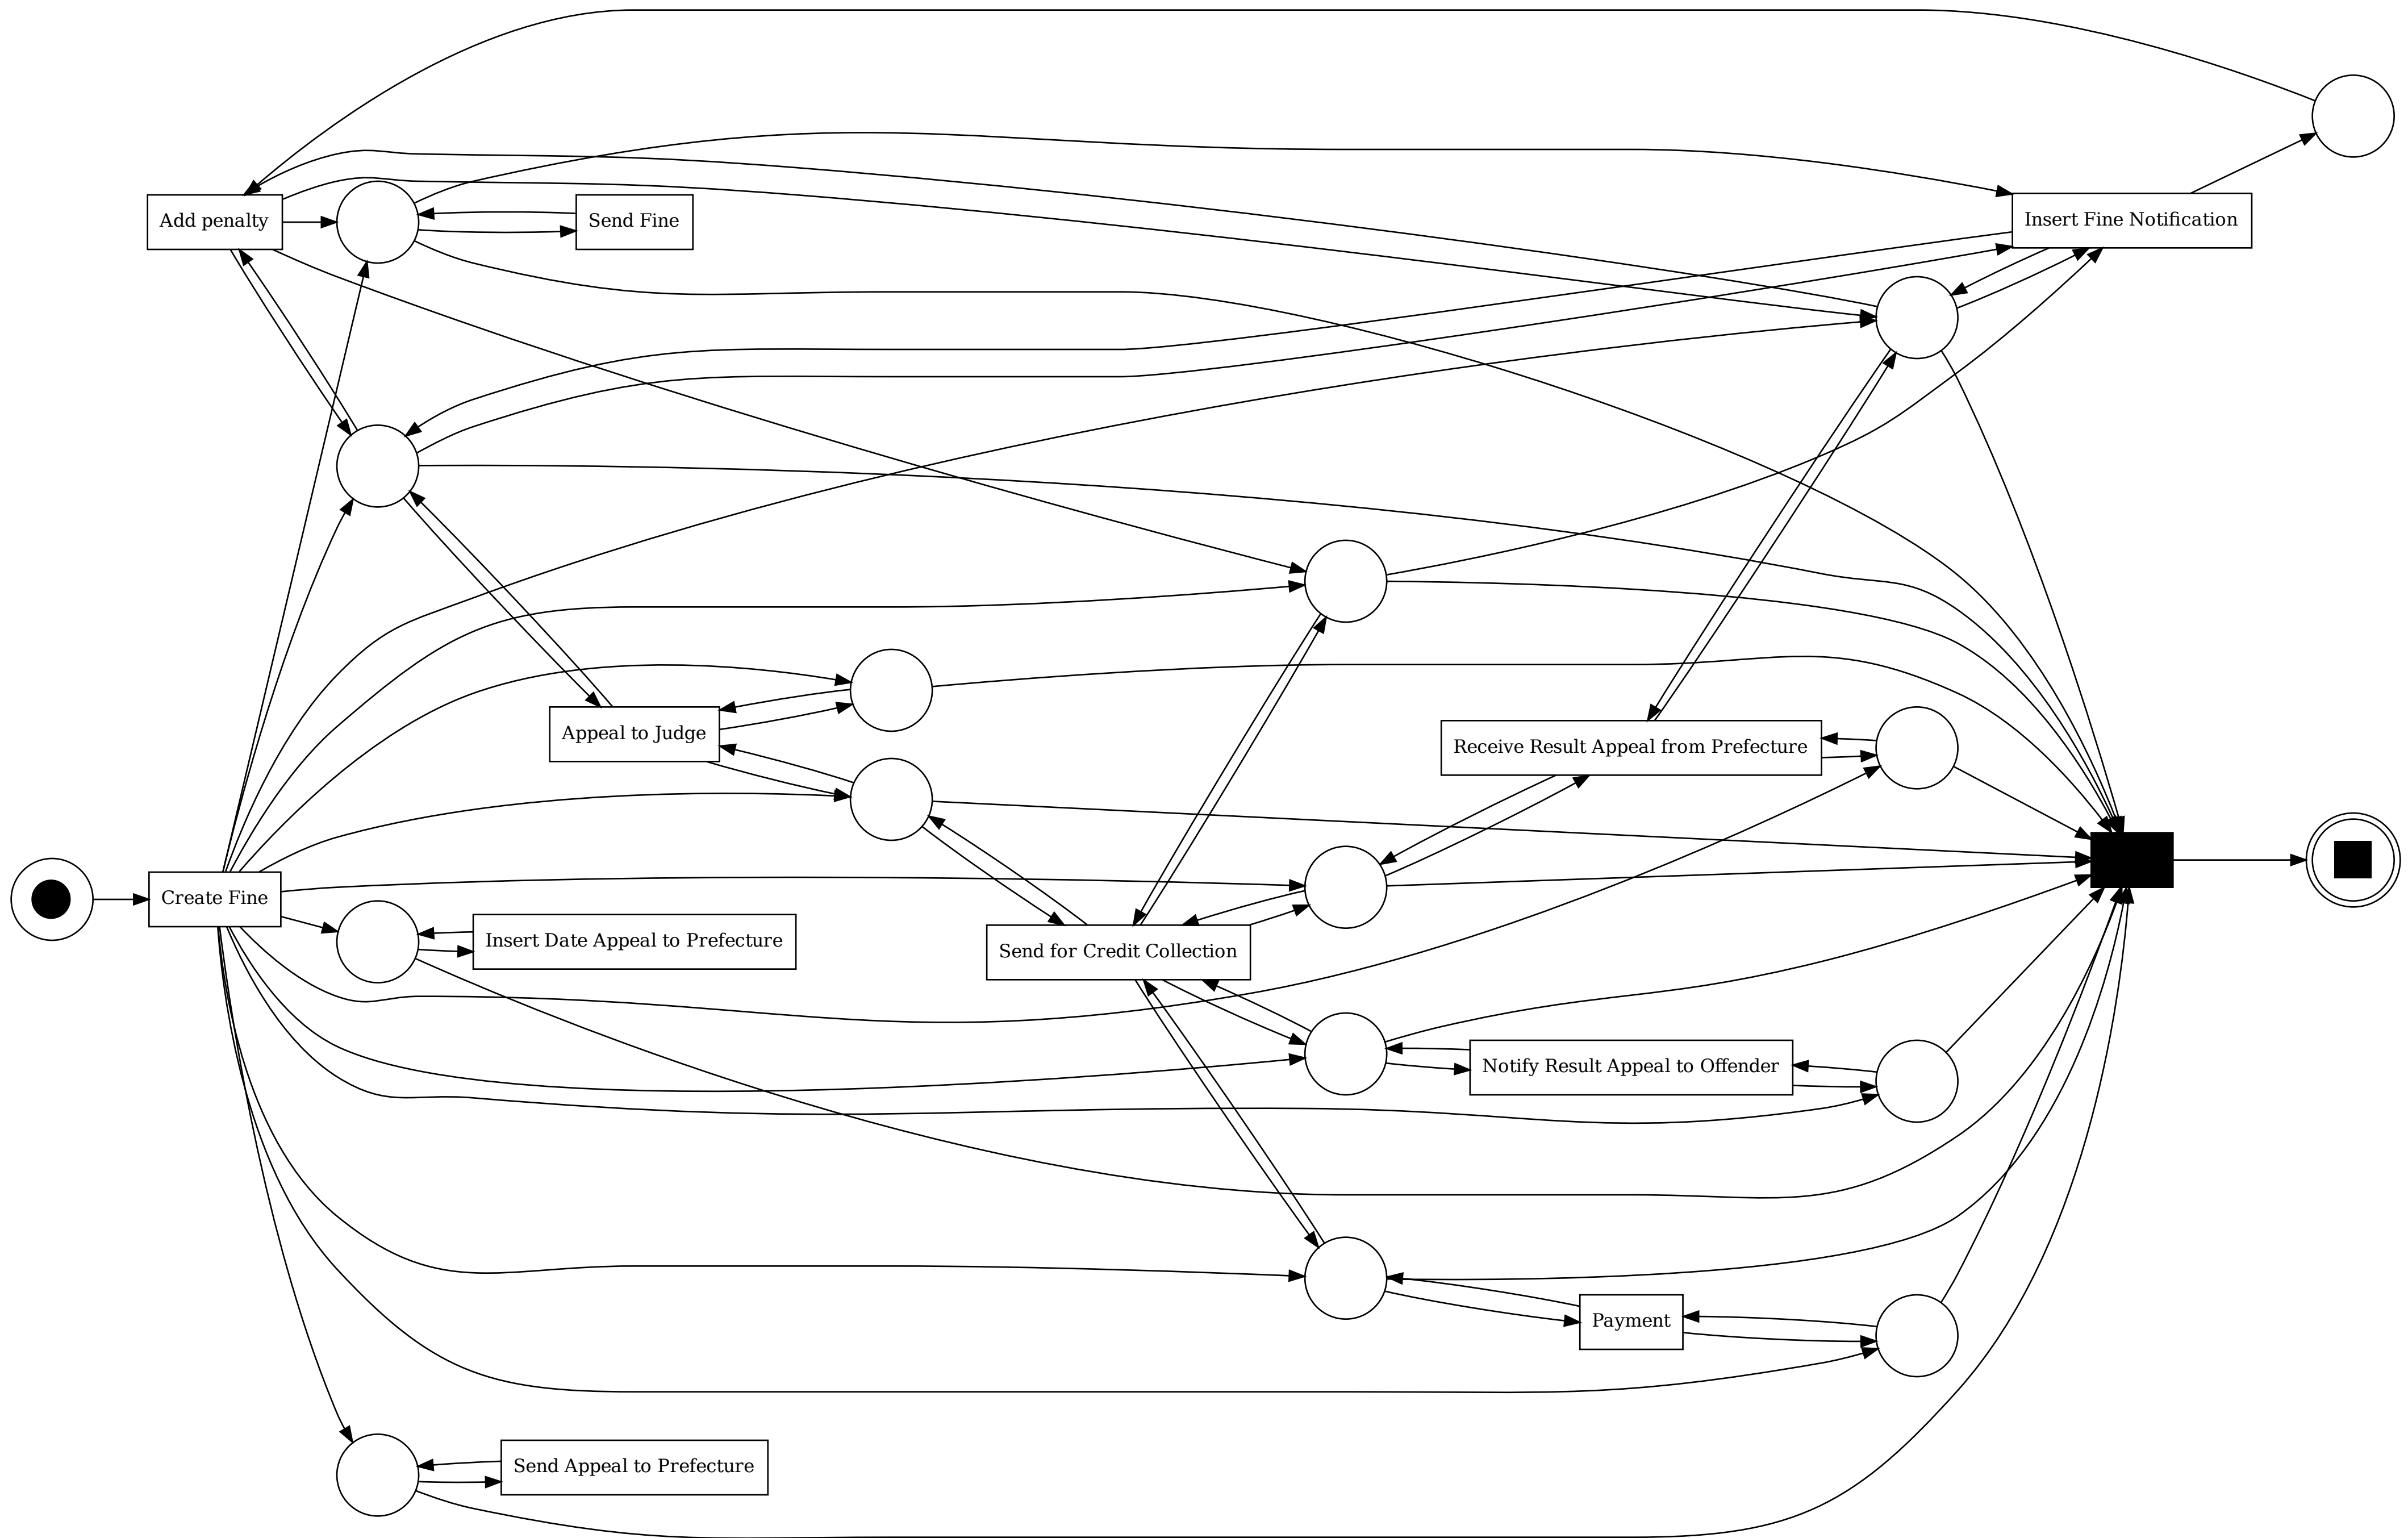 Add penalty
Send Fine
Insert Fine Notification
Appeal to Judge
Receive Result Appeal from Prefecture
Create Fine
Insert Date Appeal to Prefecture
Send for Credit Collection
Notify Result Appeal to Offender
Payment
Send Appeal to Prefecture